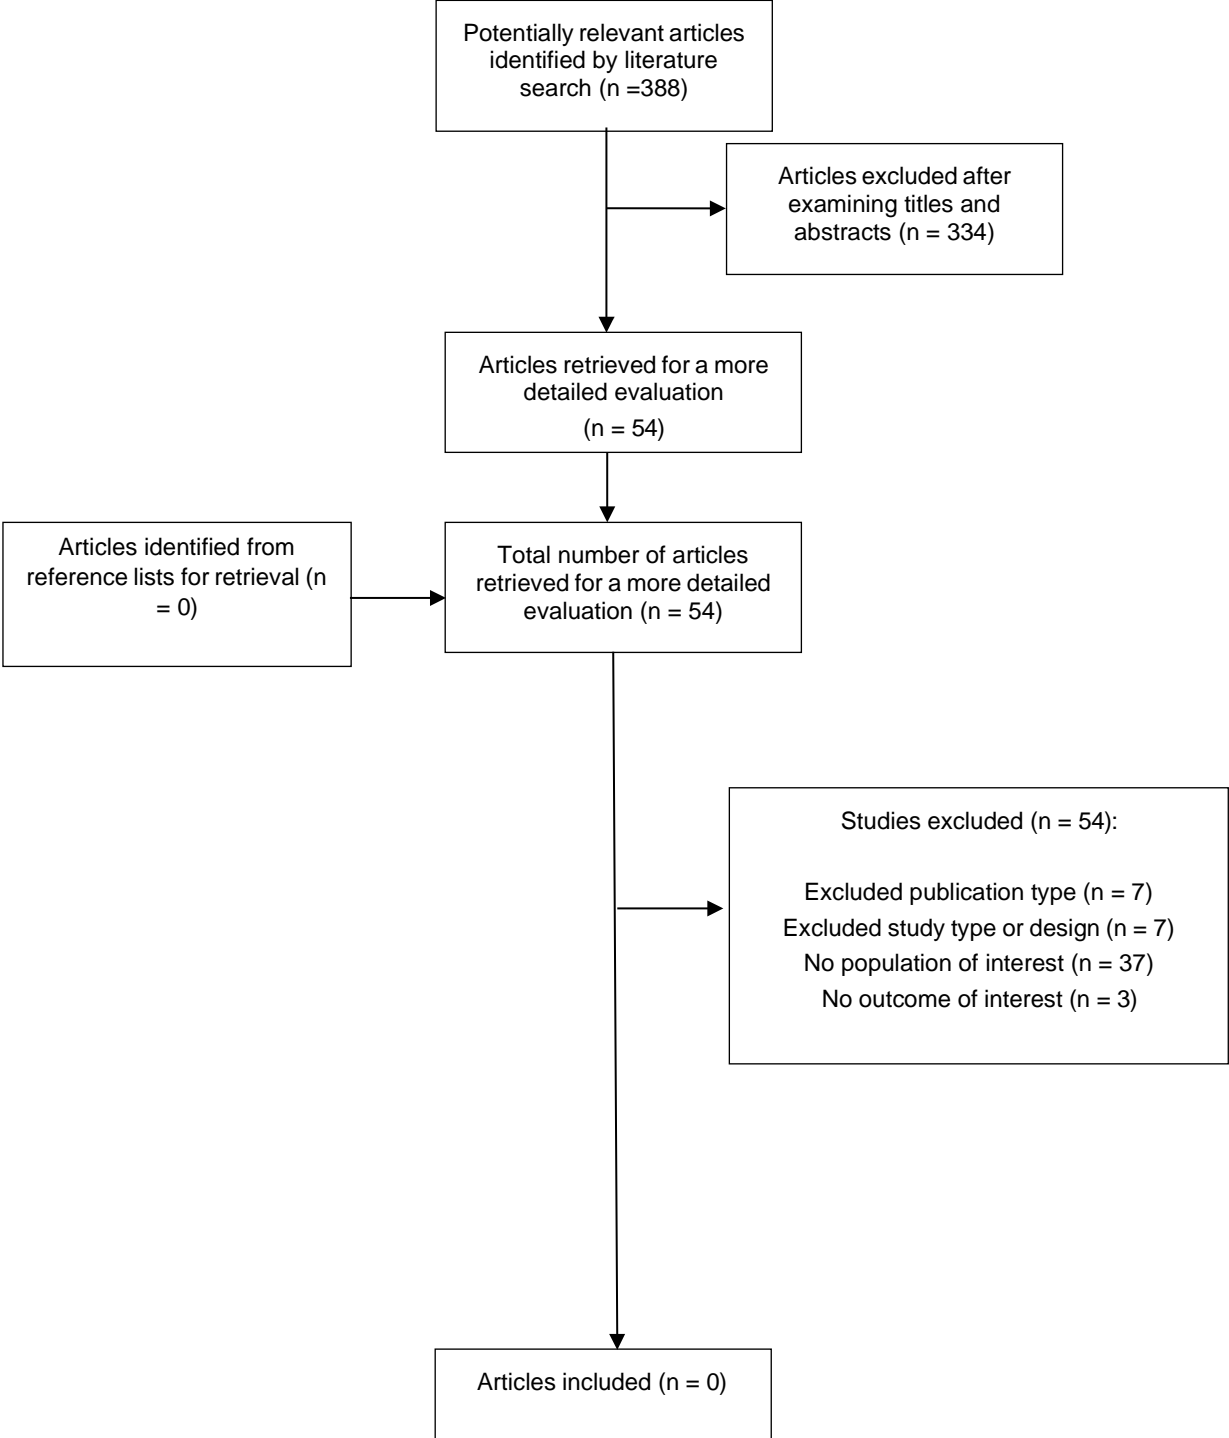 Potentially relevant articles
identified by literature
search (n =388)
Articles excluded after
examining titles and
abstracts (n = 334)
Articles retrieved for a more
detailed evaluation
(n = 54)
Articles identified from
reference lists for retrieval (n
= 0)
Total number of articles
retrieved for a more detailed
evaluation (n = 54)
Studies excluded (n = 54):
Excluded publication type (n = 7)
Excluded study type or design (n = 7)
No population of interest (n = 37)
No outcome of interest (n = 3)
Articles included (n = 0)